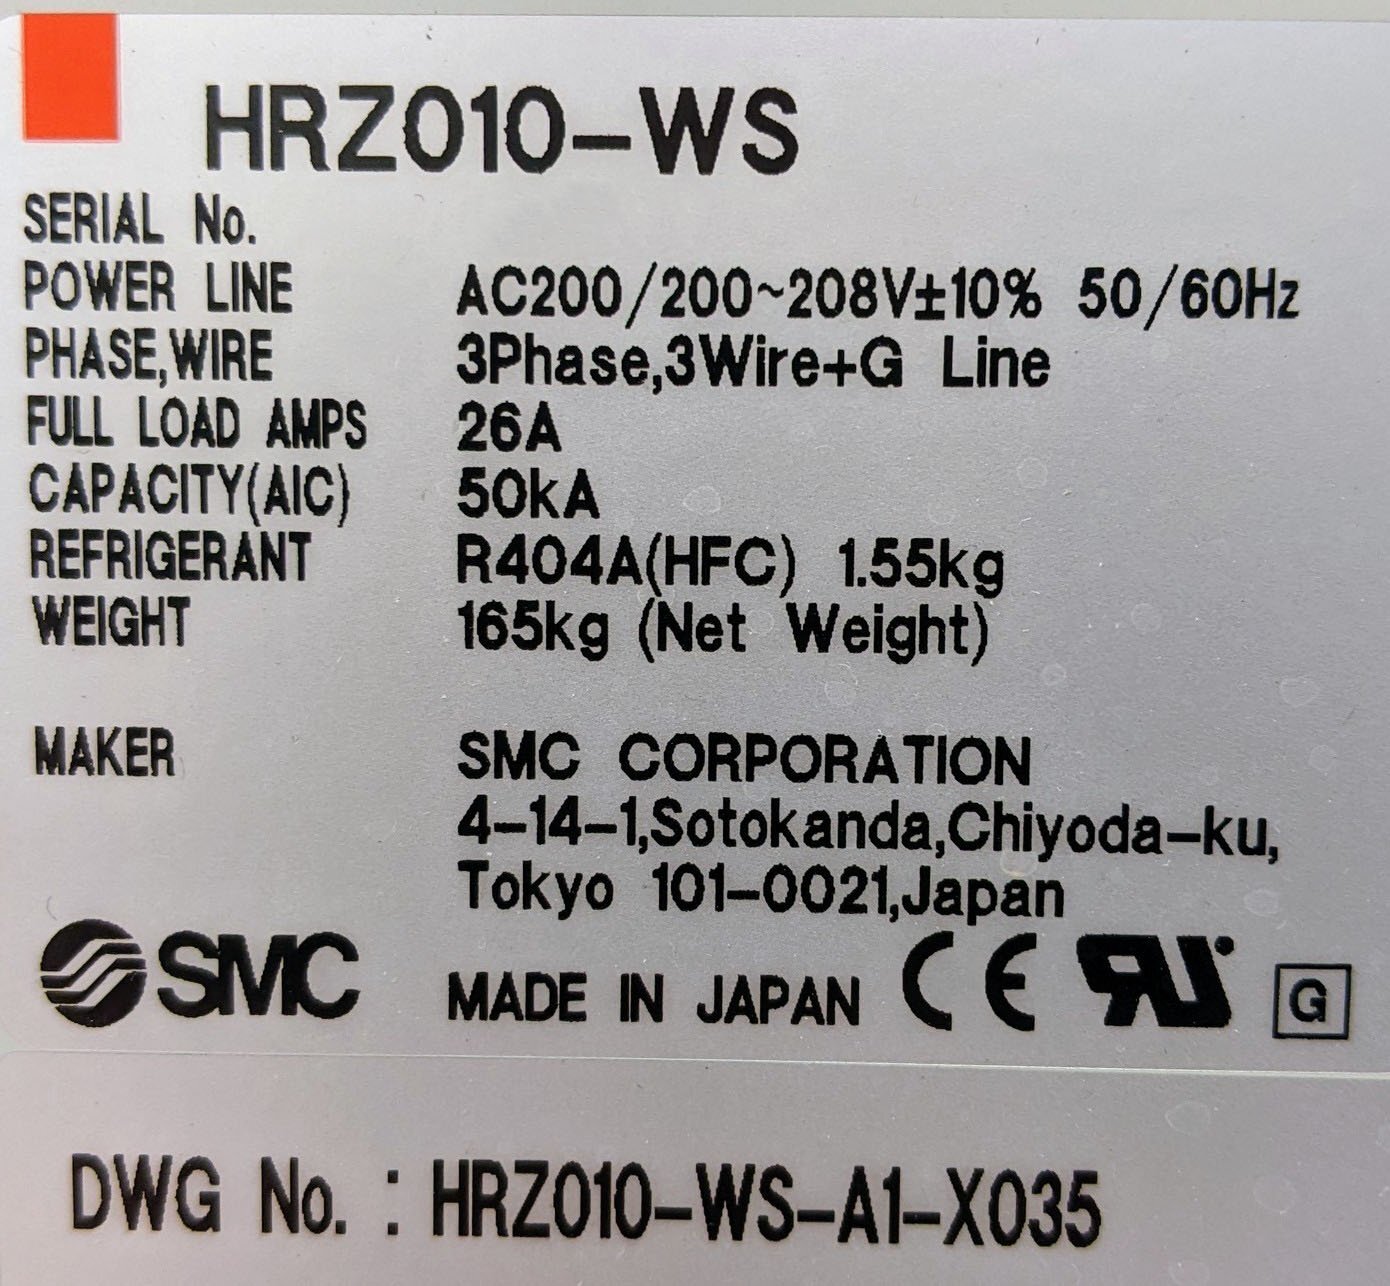 HRZ010-WS
SERIAL No.
POWER LINE AC200/200~208V±10% 50/60Hz
PHASE,WIRE 3Phase,3Wire+G Line
FULL LOAD AMPS 26A
CAPACITY(AIC) 50kA
REFRIGERANT R404A(HFC) 1.55kg
WEIGHT 165kg (Net Weight)
MAKER SMC CORPORATION
4-14-1,Sotokanda,Chiyoda-ku,
Tokyo 101-0021,Japan
SMC MADE IN JAPAN CE RU G
DWG No. : HRZ010-WS-A1-X035